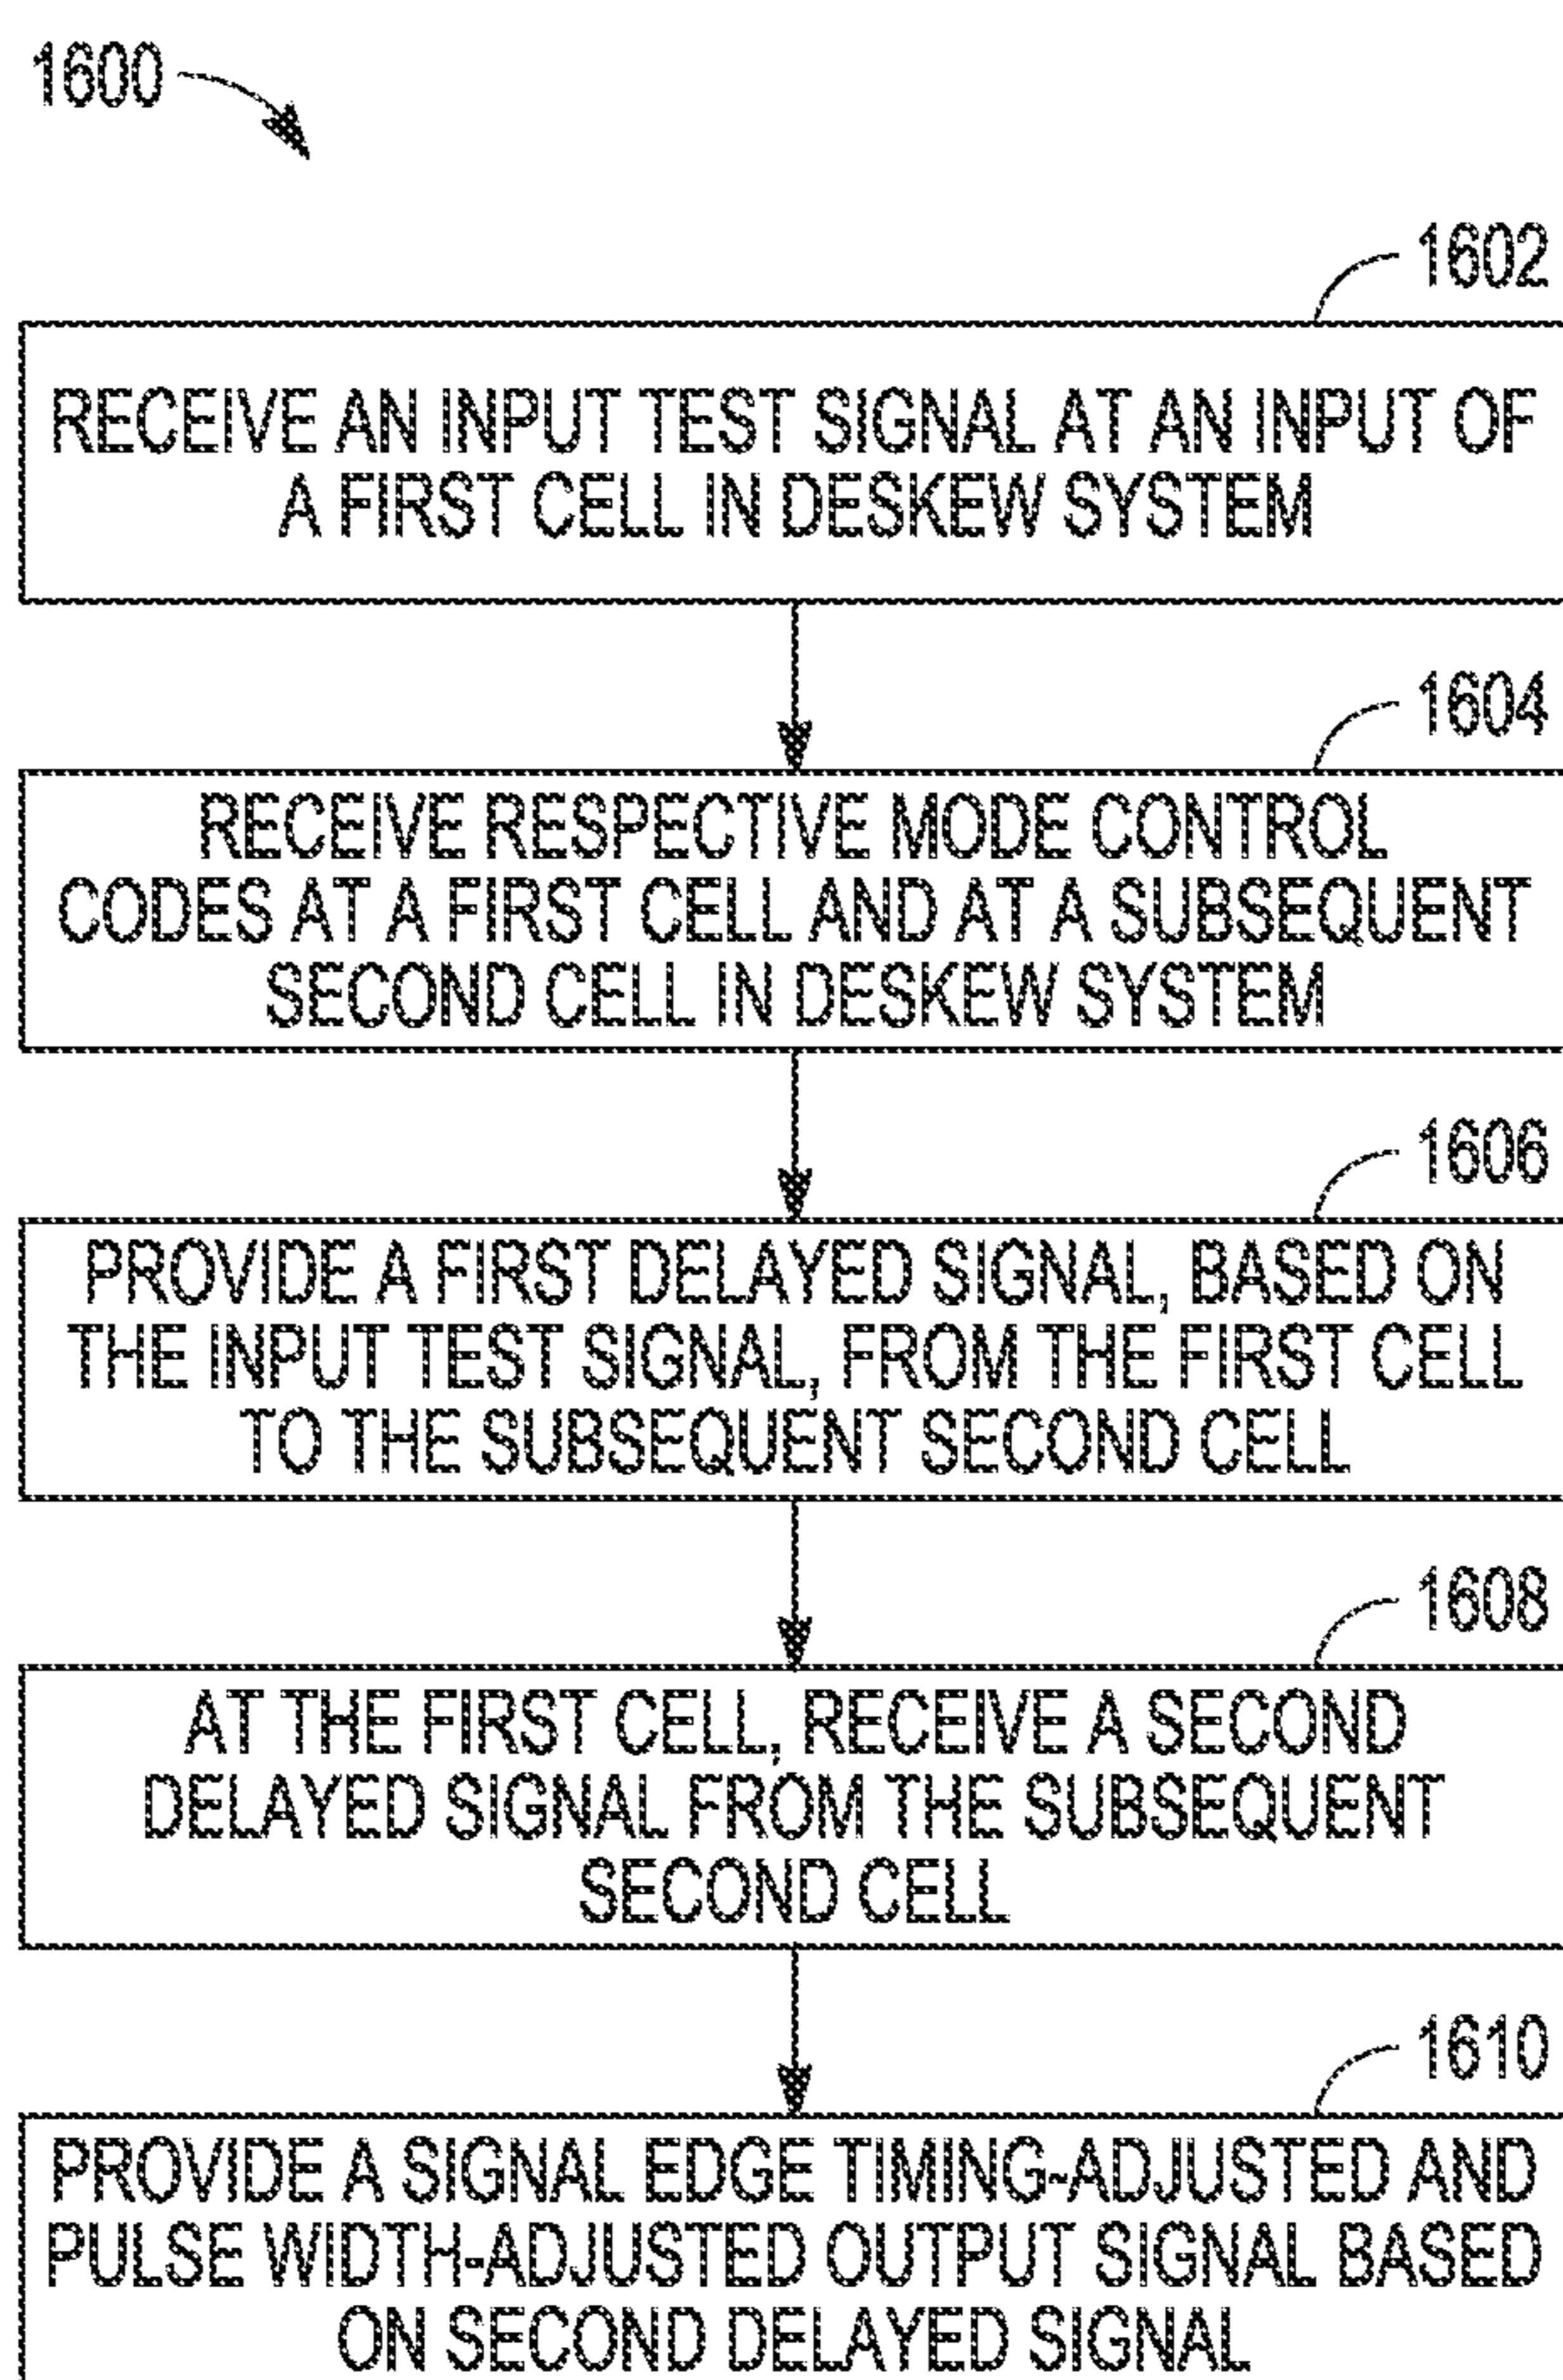 1600
1602
RECEIVE AN INPUT TEST SIGNAL AT AN INPUT OF
A FIRST CELL IN DESKEW SYSTEM
1604
RECEIVE RESPECTIVE MODE CONTROL
CODES AT A FIRST CELL AND AT A SUBSEQUENT
SECOND CELL IN DESKEW SYSTEM
1606
PROVIDE A FIRST DELAYED SIGNAL, BASED ON
THE INPUT TEST SIGNAL, FROM THE FIRST CELL
TO THE SUBSEQUENT SECOND CELL
1608
AT THE FIRST CELL, RECEIVE A SECOND
DELAYED SIGNAL FROM THE SUBSEQUENT
SECOND CELL
1610
PROVIDE A SIGNAL EDGE TIMING-ADJUSTED AND
PULSE WIDTH-ADJUSTED OUTPUT SIGNAL BASED
ON SECOND DELAYED SIGNAL